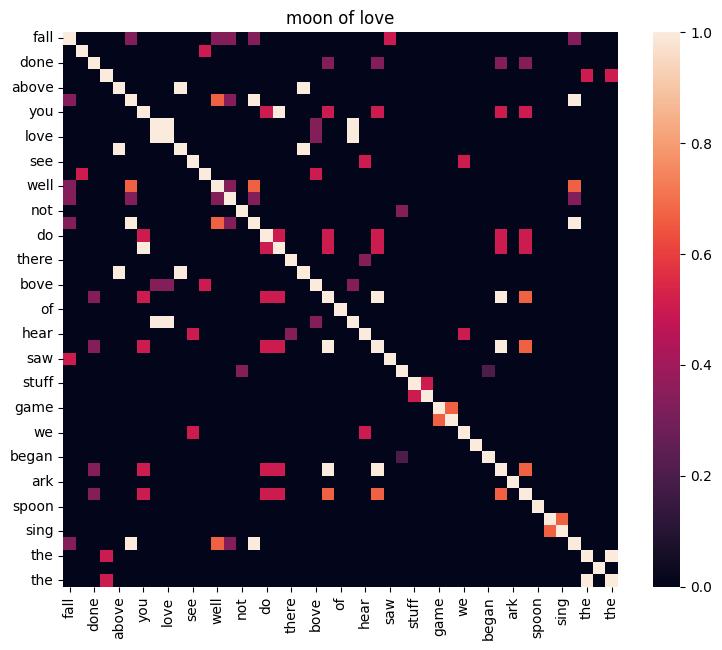 moon of love
fall
done
above
you
love
see
well
not
do
there
bove
of
hear
saw
stuff
game
we
began
ark
spoon
sing
the
the
fall
done
above
you
love
see
well
not
do
there
bove
of
hear
saw
stuff
game
we
began
ark
spoon
sing
the
the
1.0
0.8
0.6
0.4
0.2
0.0